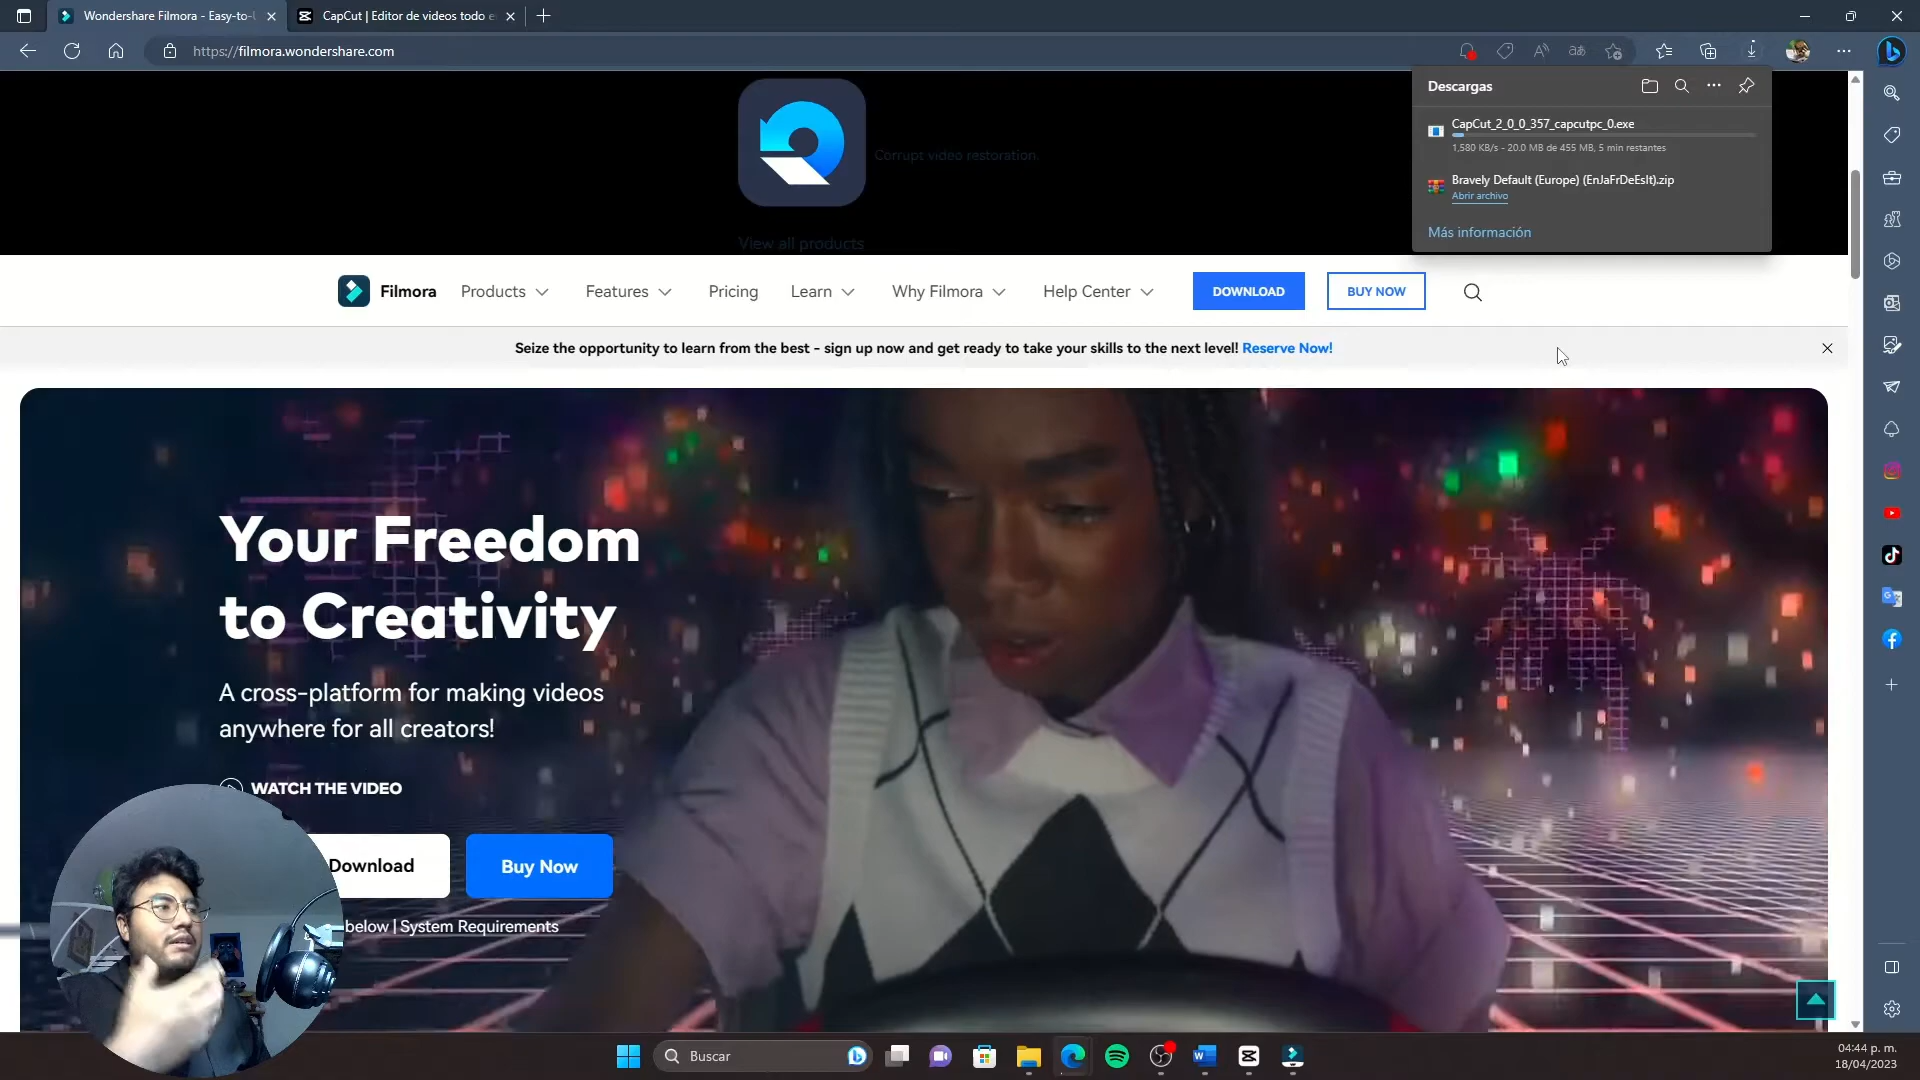 Wondershare Filmora - Easy-to-U
CapCut | Editor de videos todo e
https://filmora.wondershare.com
Descargas
CapCut_2_0_0_357_capcutpc_0.exe
1,580 KB/s - 20.0 MB de 455 MB, 5 min restantes
Bravely Default (Europe) (EnJaFrDeEsIt).zip
Abrir archivo
Más información
Corrupt video restoration.
View all products
Filmora
Products
Features
Pricing
Learn
Why Filmora
Help Center
DOWNLOAD
BUY NOW
Seize the opportunity to learn from the best - sign up now and get ready to take your skills to the next level! Reserve Now!
Your Freedom
to Creativity
A cross-platform for making videos
anywhere for all creators!
WATCH THE VIDEO
Download
Buy Now
below | System Requirements
Buscar
04:44 p. m.
18/04/2023